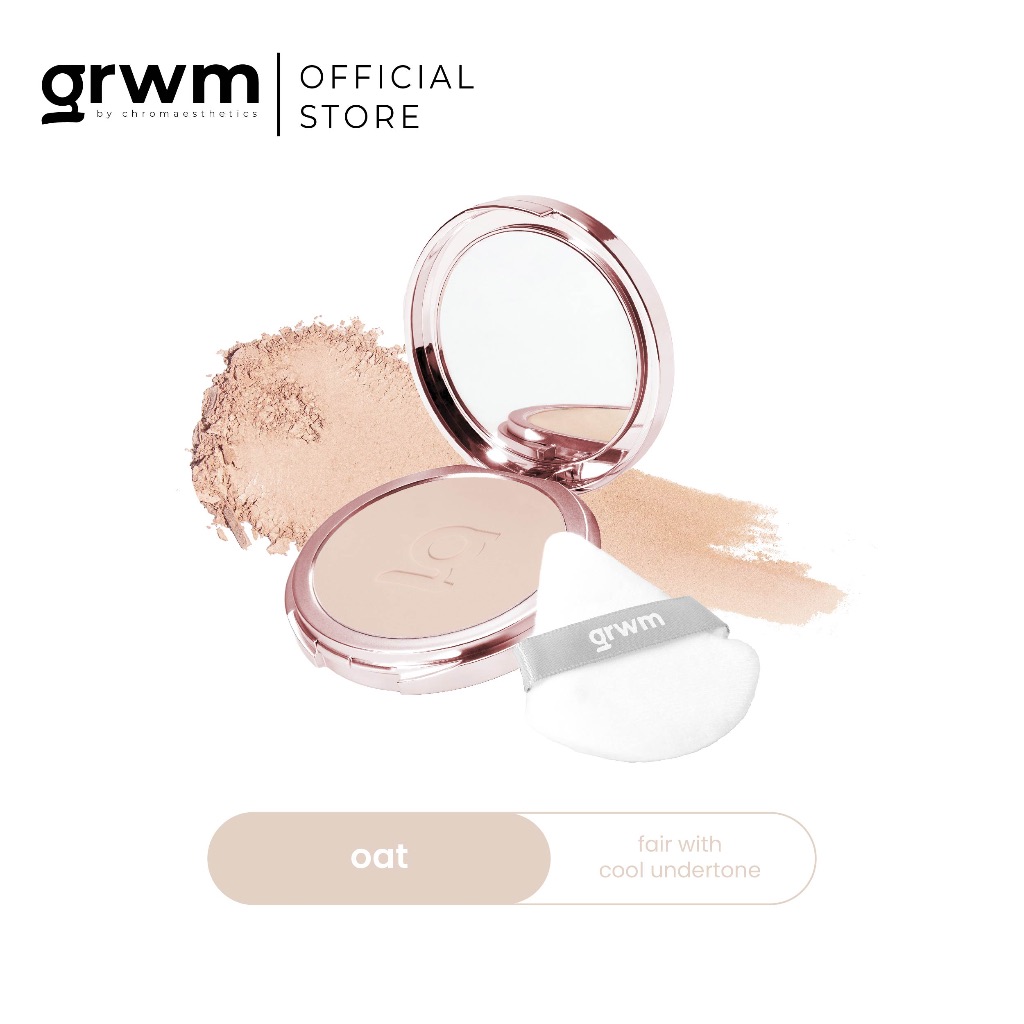 grwm
by chromaesthetics
OFFICIAL
STORE
grwm
oat
fair with
cool undertone